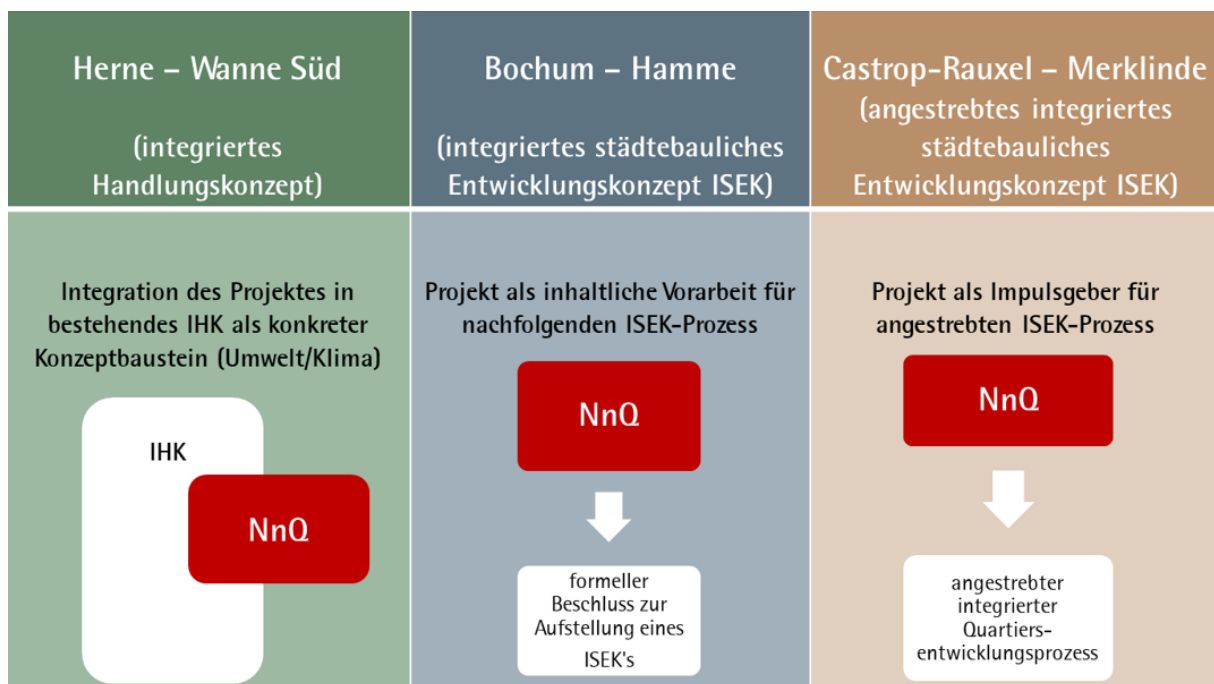 Herne – Wanne Süd
(integriertes
Handlungskonzept)
Bochum – Hamme
(integriertes städtebauliches
Entwicklungskonzept ISEK)
Castrop-Rauxel – Merklinde
(angestrebtes integriertes
städtebauliches
Entwicklungskonzept ISEK)
Integration des Projektes in
bestehendes IHK als konkreter
Konzeptbaustein (Umwelt/Klima)
IHK
NnQ
Projekt als inhaltliche Vorarbeit für
nachfolgenden ISEK-Prozess
NnQ
formeller
Beschluss zur
Aufstellung eines
ISEK's
Projekt als Impulsgeber für
angestrebten ISEK-Prozess
NnQ
angestrebter
integrierter
Quartiers-
entwicklungsprozess